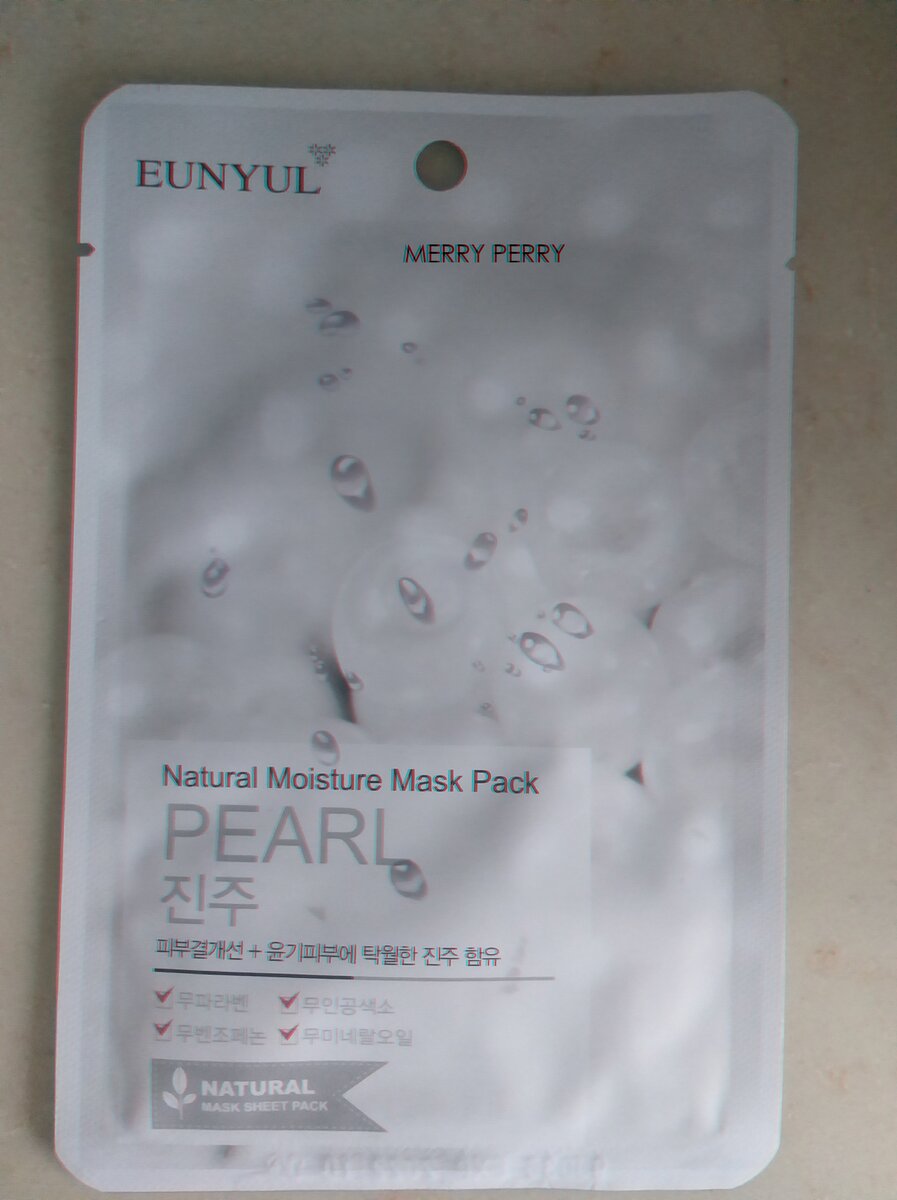 EUNYUL
MERRY PERRY
Natural Moisture Mask Pack
PEARL
진주
피부결개선 + 윤기피부에 탁월한 진주 함유
무파라벤 무인공색소
무벤조페논 무미네랄오일
NATURAL
MASK SHEET PACK